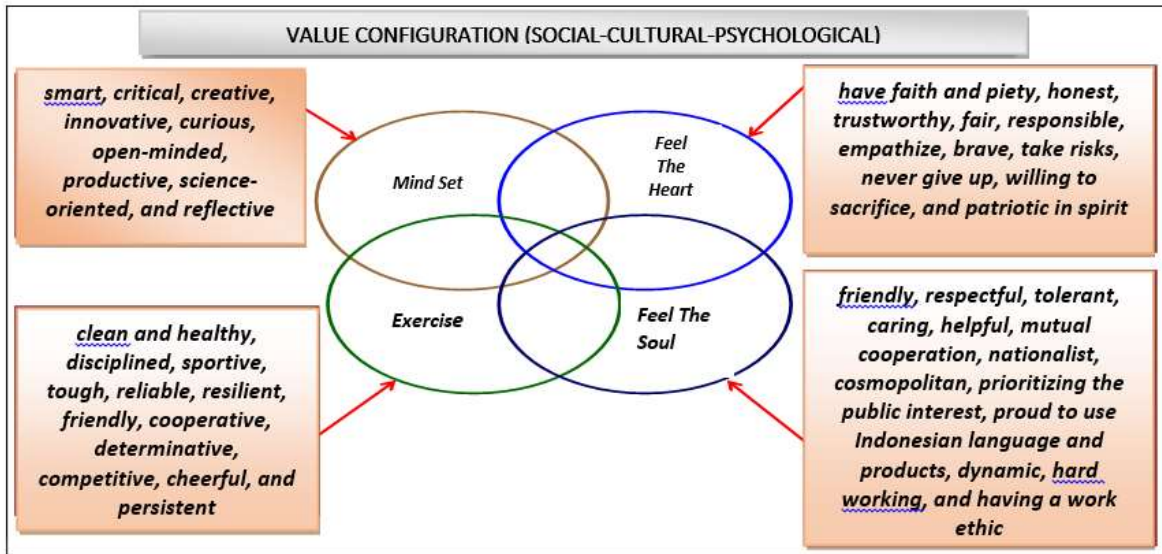 VALUE CONFIGURATION (SOCIAL-CULTURAL-PSYCHOLOGICAL)
smart, critical, creative,
innovative, curious,
open-minded,
productive, science-
oriented, and reflective
Mind Set
Feel
The
Heart
have faith and piety, honest,
trustworthy, fair, responsible,
empathize, brave, take risks,
never give up, willing to
sacrifice, and patriotic in spirit
clean and healthy,
disciplined, sportive,
tough, reliable, resilient,
friendly, cooperative,
determinative,
competitive, cheerful, and
persistent
Exercise
Feel The
Soul
friendly, respectful, tolerant,
caring, helpful, mutual
cooperation, nationalist,
cosmopolitan, prioritizing the
public interest, proud to use
Indonesian language and
products, dynamic, hard
working, and having a work
ethic